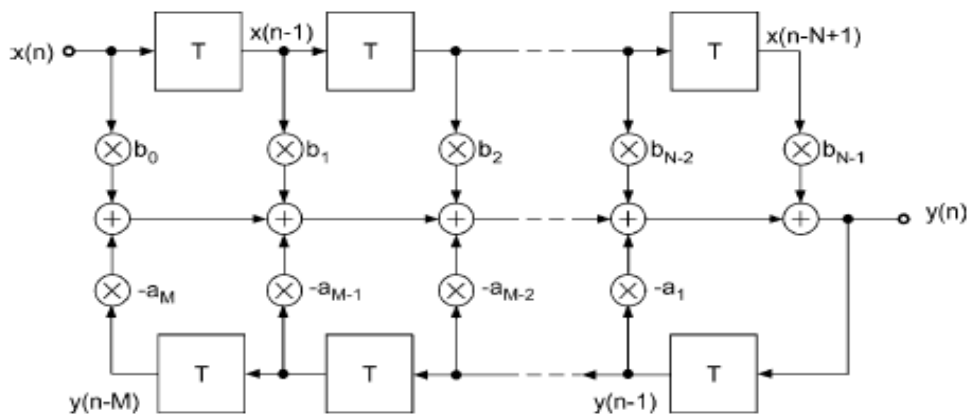 x(n)
T
x(n-1)
T
T
x(n-N+1)
b0
b1
b2
bN-2
bN-1
y(n)
-aM
-aM-1
-aM-2
-a1
y(n-M)
T
T
y(n-1)
T